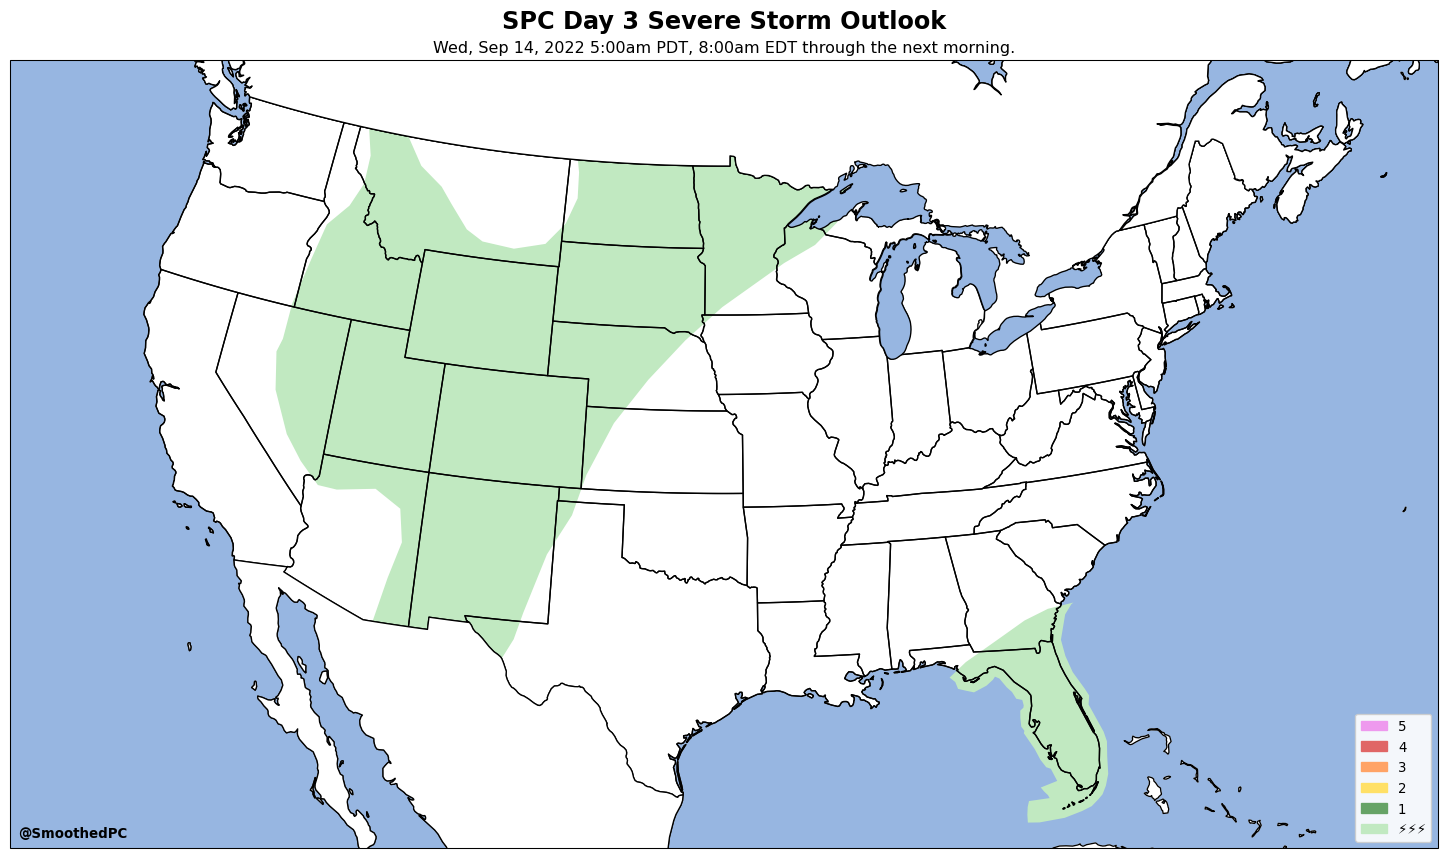 SPC Day 3 Severe Storm Outlook
Wed, Sep 14, 2022 5:00am PDT, 8:00am EDT through the next morning.
5
4
3
2
1
⚡⚡⚡
@SmoothedPC